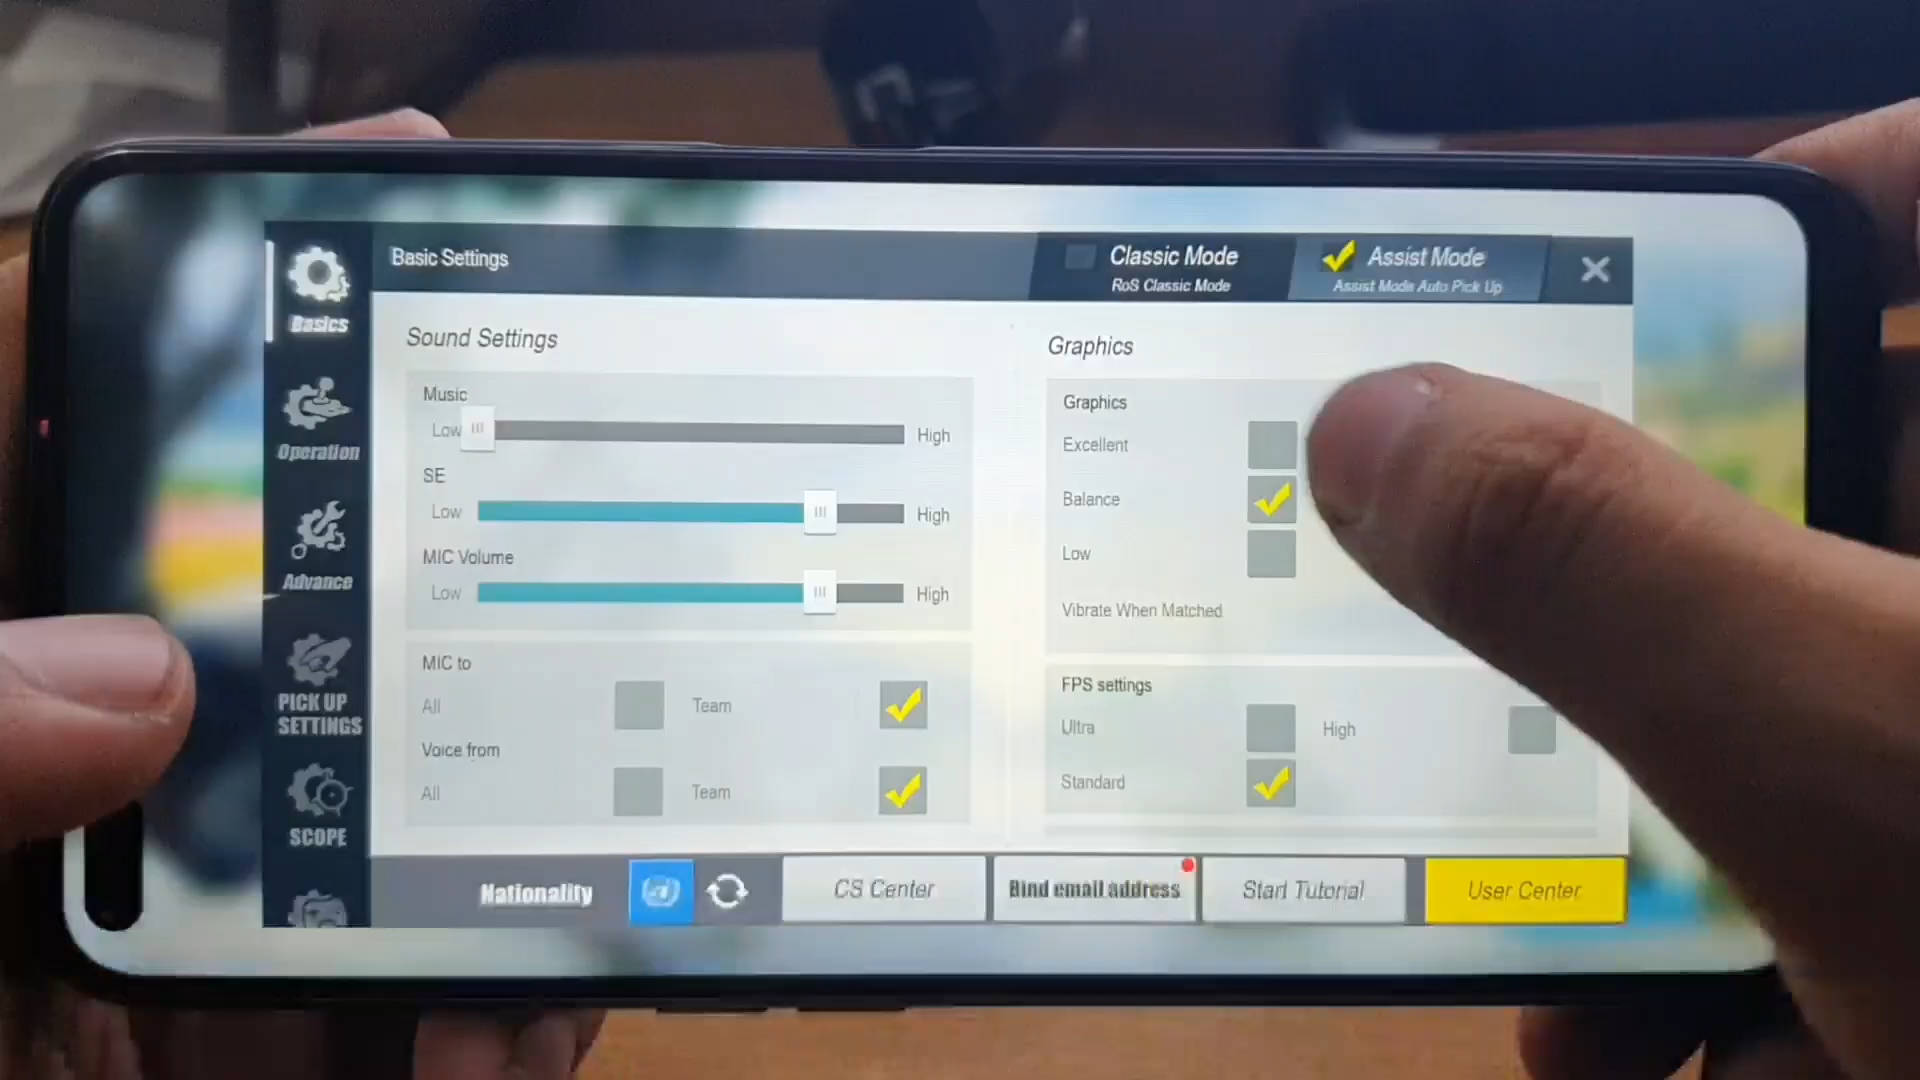 Basic Settings
Classic Mode
RoS Classic Mode
Assist Mode
Assist Mode Auto Pick Up
Basics
Operation
Advance
PICK UP
SETTINGS
SCOPE
Sound Settings
Music
Low
High
SE
Low
High
MIC Volume
Low
High
MIC to
All
Team
Voice from
All
Team
Graphics
Graphics
Excellent
Balance
Low
Vibrate When Matched
FPS settings
Ultra
High
Standard
Nationality
CS Center
Bind email address
Start Tutorial
User Center